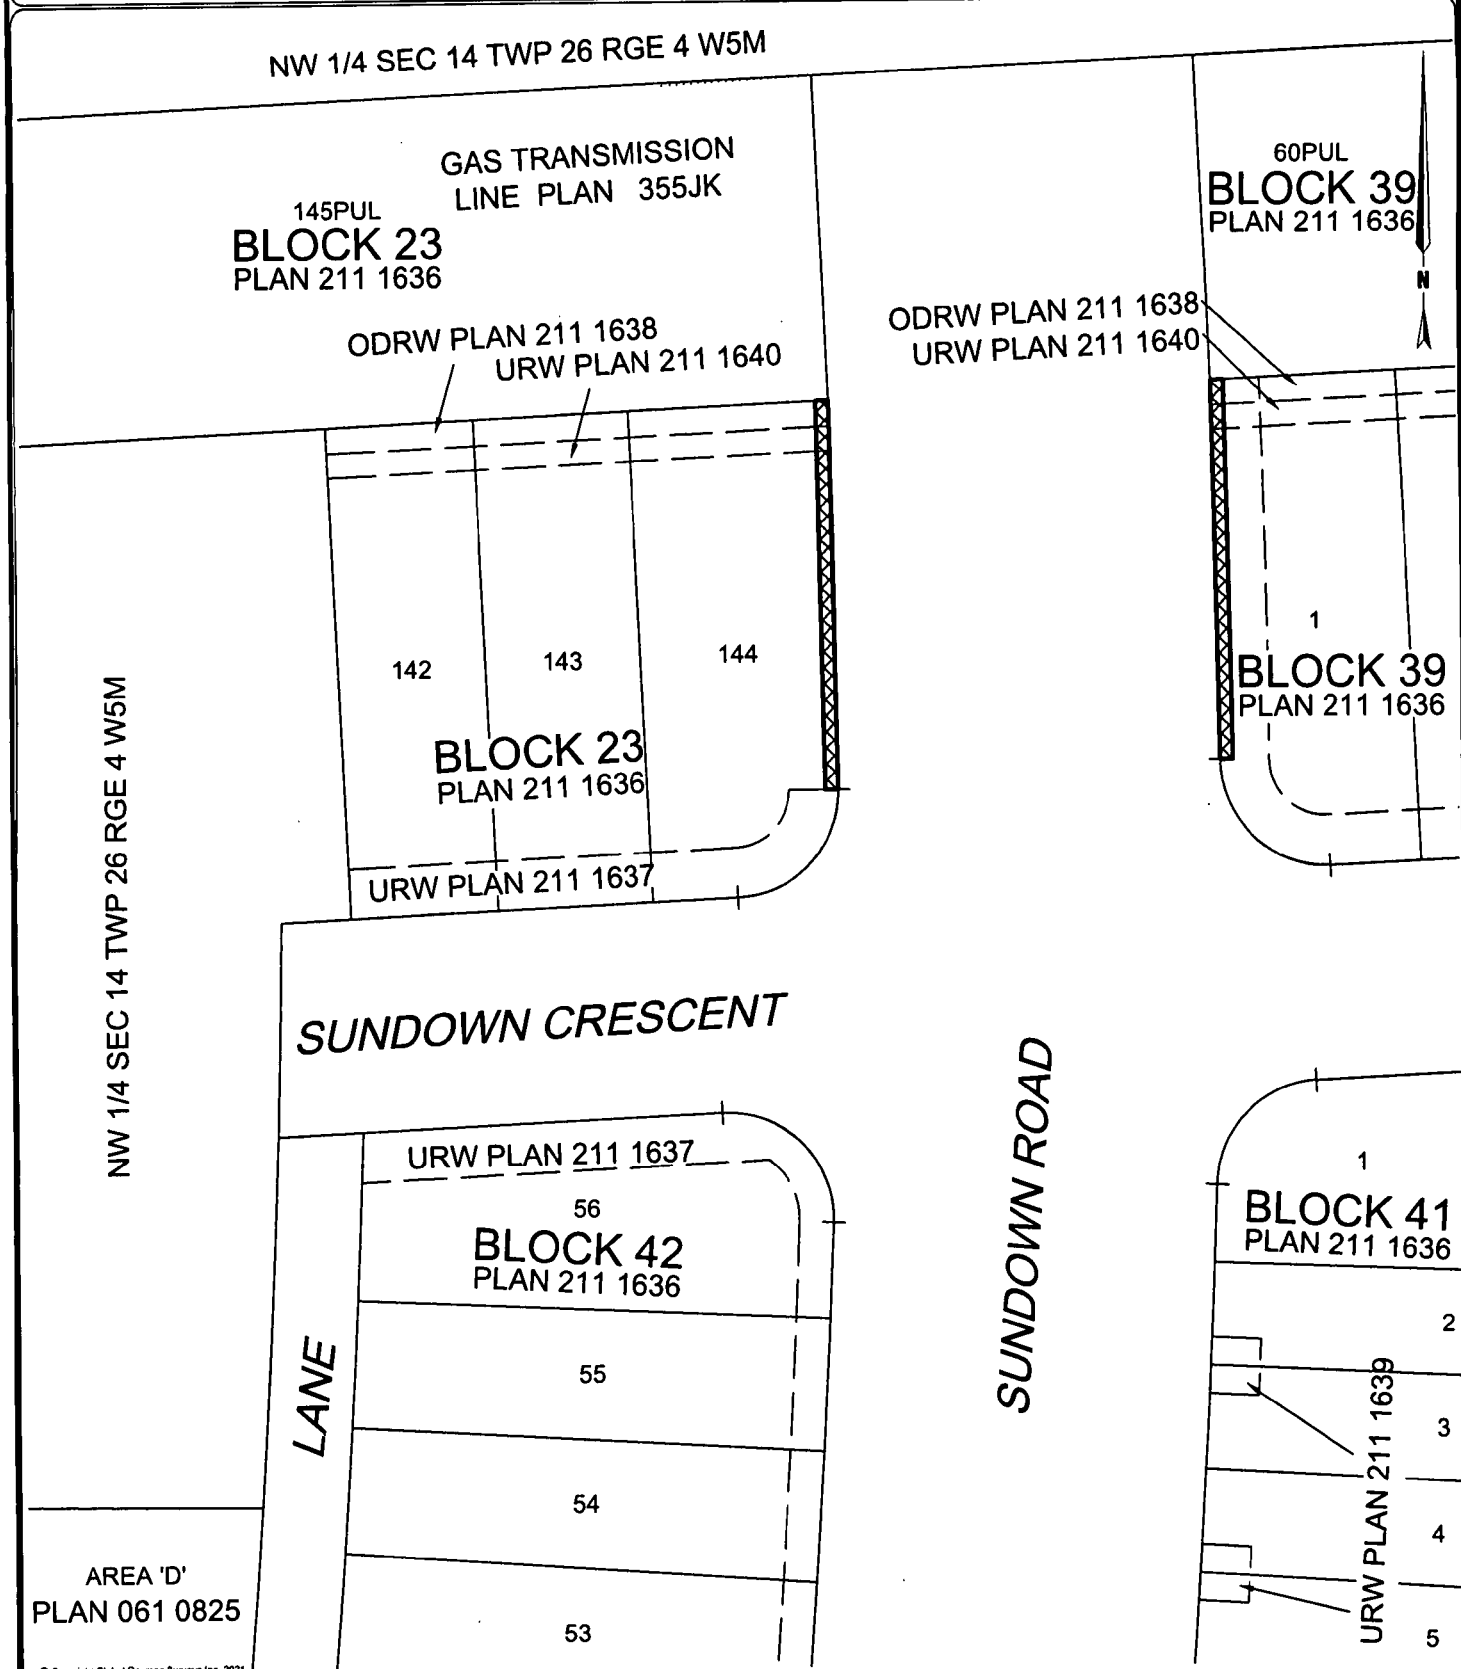 NW 1/4 SEC 14 TWP 26 RGE 4 W5M
GAS TRANSMISSION
LINE PLAN 355JK
145PUL
BLOCK 23
PLAN 211 1636
60PUL
BLOCK 39
PLAN 211 1636
N
ODRW PLAN 211 1638
URW PLAN 211 1640
ODRW PLAN 211 1638
URW PLAN 211 1640
142
143
144
BLOCK 23
PLAN 211 1636
1
BLOCK 39
PLAN 211 1636
NW 1/4 SEC 14 TWP 26 RGE 4 W5M
URW PLAN 211 1637
SUNDOWN CRESCENT
SUNDOWN ROAD
URW PLAN 211 1637
56
BLOCK 42
PLAN 211 1636
1
BLOCK 41
PLAN 211 1636
LANE
55
54
53
2
3
4
5
URW PLAN 211 1639
AREA 'D'
PLAN 061 0825